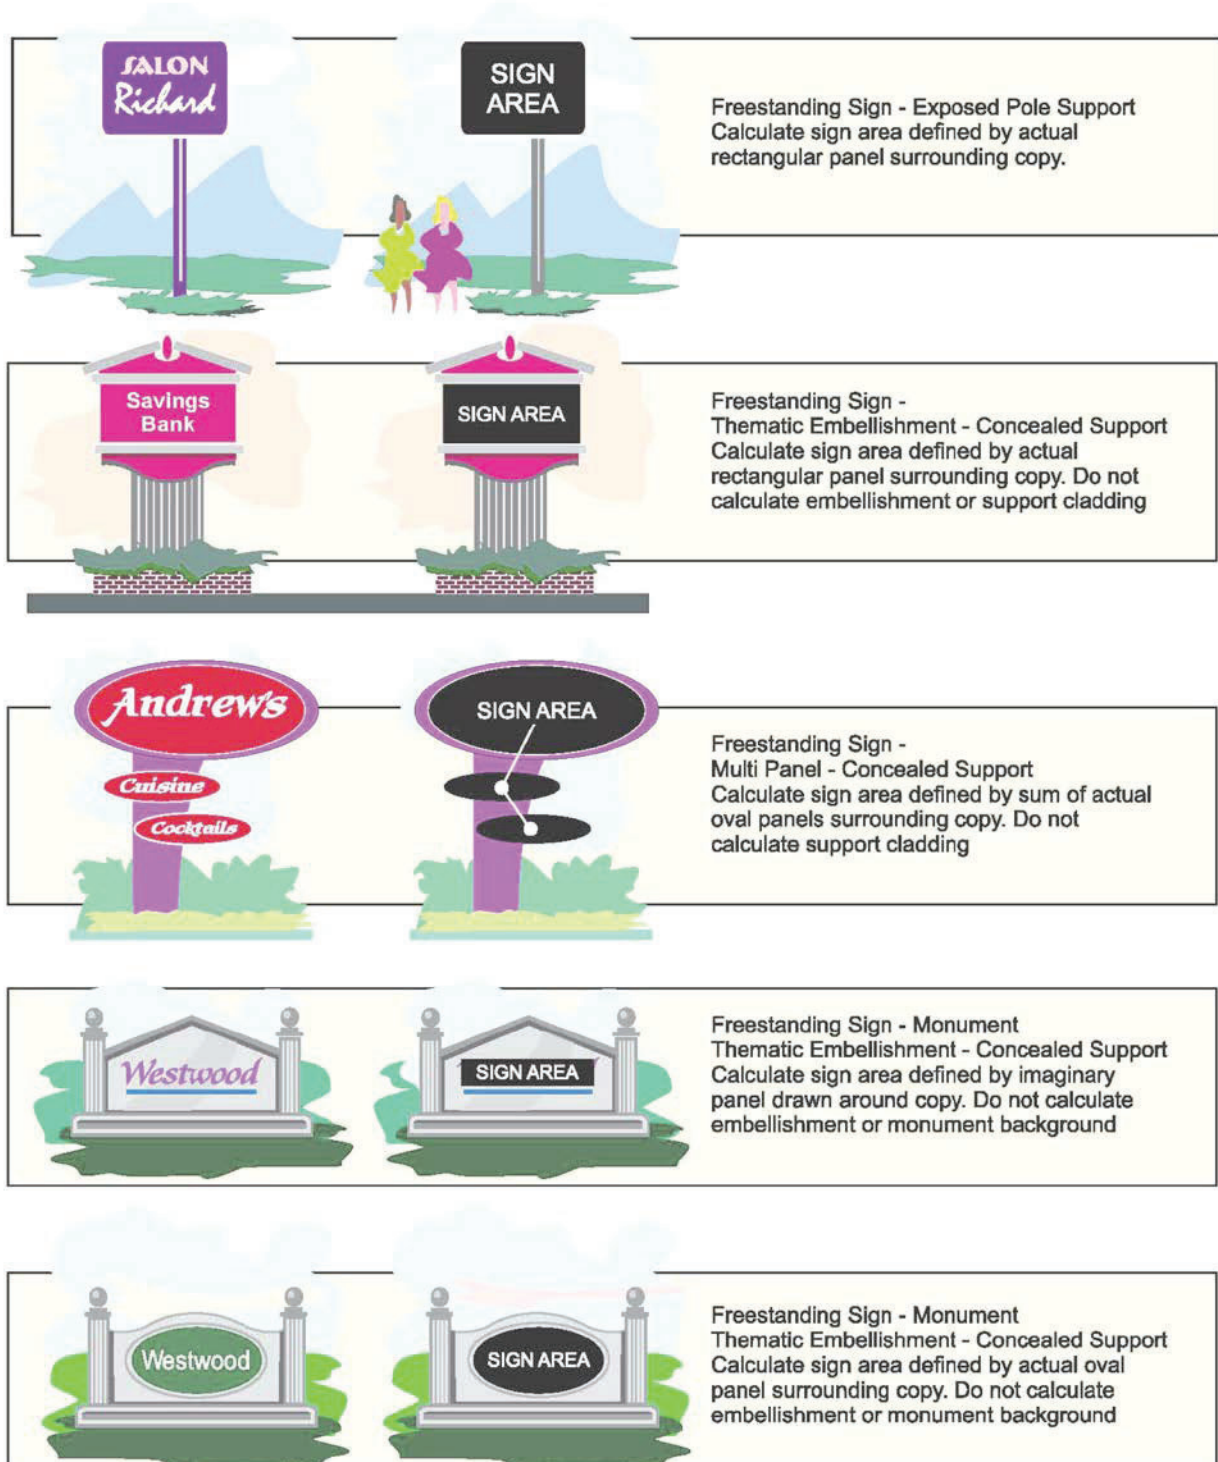 SALON
Richard
SIGN
AREA
Freestanding Sign - Exposed Pole Support
Calculate sign area defined by actual
rectangular panel surrounding copy.
Savings
Bank
SIGN AREA
Freestanding Sign -
Thematic Embellishment - Concealed Support
Calculate sign area defined by actual
rectangular panel surrounding copy. Do not
calculate embellishment or support cladding
Andrew's
Cuisine
Cocktails
SIGN AREA
Freestanding Sign -
Multi Panel - Concealed Support
Calculate sign area defined by sum of actual
oval panels surrounding copy. Do not
calculate support cladding
Westwood
SIGN AREA
Freestanding Sign - Monument
Thematic Embellishment - Concealed Support
Calculate sign area defined by imaginary
panel drawn around copy. Do not calculate
embellishment or monument background
Westwood
SIGN AREA
Freestanding Sign - Monument
Thematic Embellishment - Concealed Support
Calculate sign area defined by actual oval
panel surrounding copy. Do not calculate
embellishment or monument background